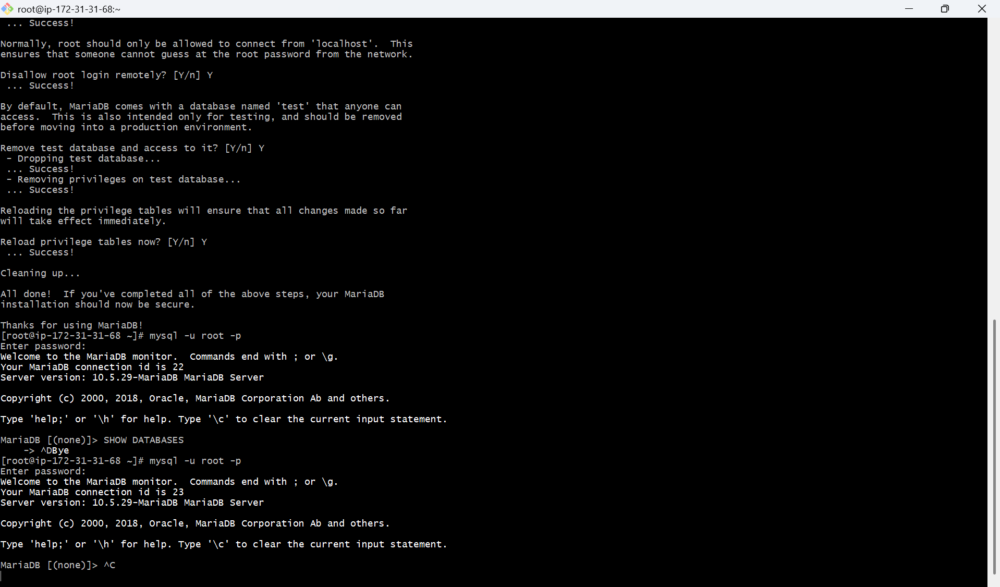 root@ip-172-31-31-68:~
... Success!
Normally, root should only be allowed to connect from 'localhost'.  This
ensures that someone cannot guess at the root password from the network.
Disallow root login remotely? [Y/n] Y
 ... Success!
By default, MariaDB comes with a database named 'test' that anyone can
access.  This is also intended only for testing, and should be removed
before moving into a production environment.
Remove test database and access to it? [Y/n] Y
 - Dropping test database...
 ... Success!
 - Removing privileges on test database...
 ... Success!
Reloading the privilege tables will ensure that all changes made so far
will take effect immediately.
Reload privilege tables now? [Y/n] Y
 ... Success!
Cleaning up...
All done!  If you've completed all of the above steps, your MariaDB
installation should now be secure.
Thanks for using MariaDB!
[root@ip-172-31-31-68 ~]# mysql -u root -p
Enter password:
Welcome to the MariaDB monitor.  Commands end with ; or \g.
Your MariaDB connection id is 22
Server version: 10.5.29-MariaDB MariaDB Server
Copyright (c) 2000, 2018, Oracle, MariaDB Corporation Ab and others.
Type 'help;' or '\h' for help. Type '\c' to clear the current input statement.
MariaDB [(none)]> SHOW DATABASES
    -> ^DBye
[root@ip-172-31-31-68 ~]# mysql -u root -p
Enter password:
Welcome to the MariaDB monitor.  Commands end with ; or \g.
Your MariaDB connection id is 23
Server version: 10.5.29-MariaDB MariaDB Server
Copyright (c) 2000, 2018, Oracle, MariaDB Corporation Ab and others.
Type 'help;' or '\h' for help. Type '\c' to clear the current input statement.
MariaDB [(none)]> ^C